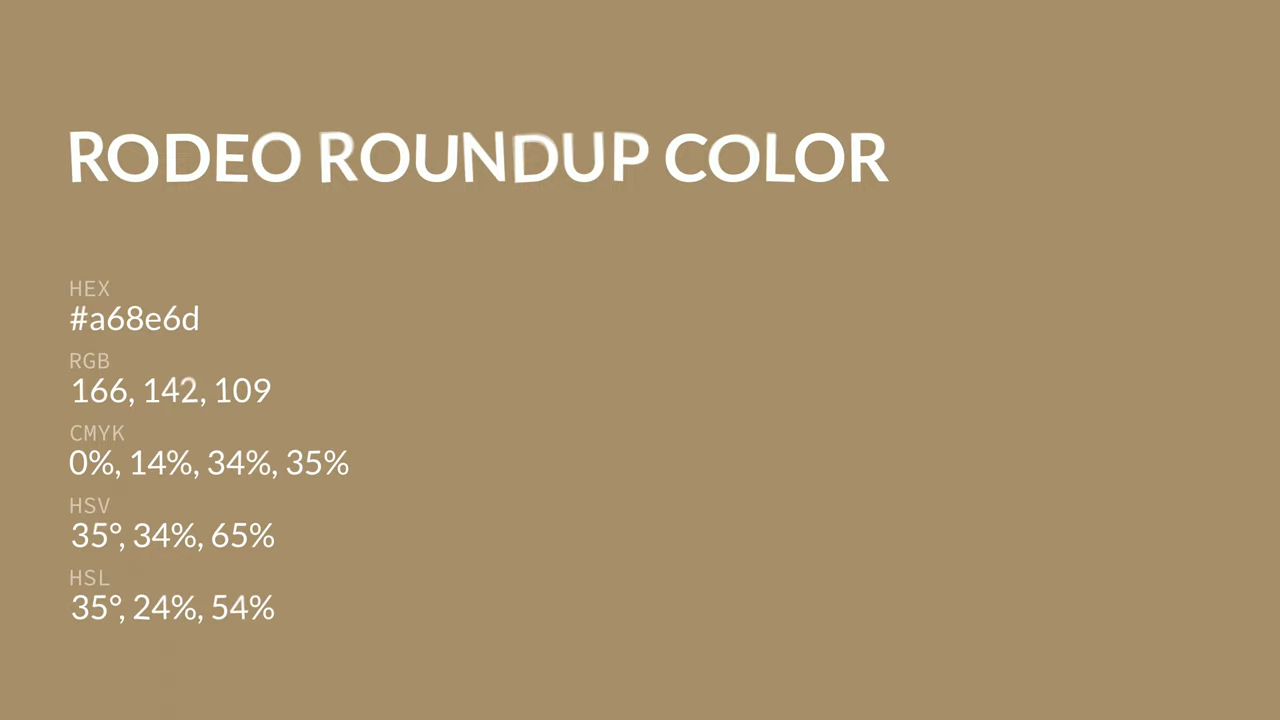 RODEO ROUNDUP COLOR
HEX
#a68e6d
RGB
166, 142, 109
CMYK
0%, 14%, 34%, 35%
HSV
35°, 34%, 65%
HSL
35°, 24%, 54%